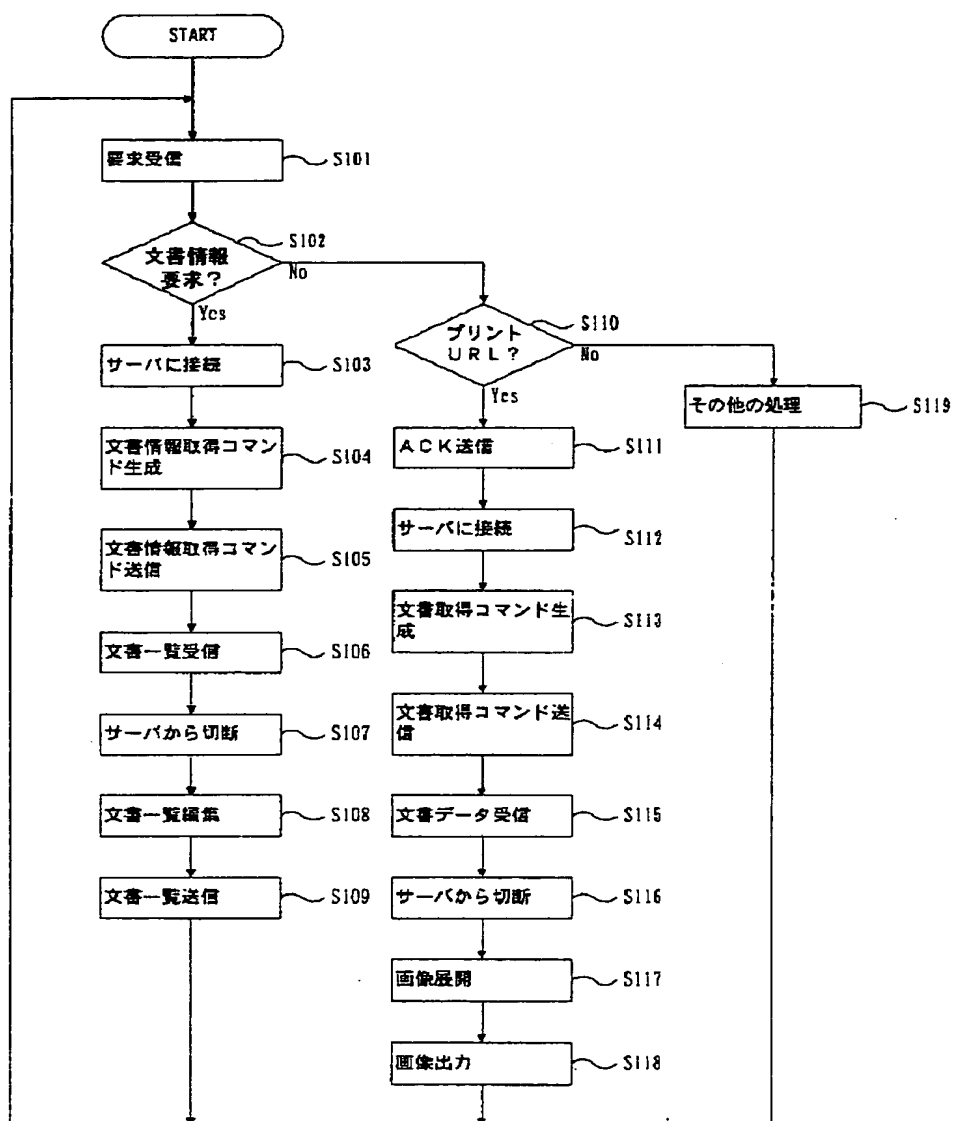 START
要求受信
S101
文書情報
要求？
S102
No
Yes
サーバに接続
S103
文書情報取得コマン
ド生成
S104
文書情報取得コマン
ド送信
S105
文書一覧受信
S106
サーバから切断
S107
文書一覧編集
S108
文書一覧送信
S109
プリント
ＵＲＬ？
S110
No
Yes
ＡＣＫ送信
S111
サーバに接続
S112
文書取得コマンド生
成
S113
文書取得コマンド送
信
S114
文書データ受信
S115
サーバから切断
S116
画像展開
S117
画像出力
S118
その他の処理
S119